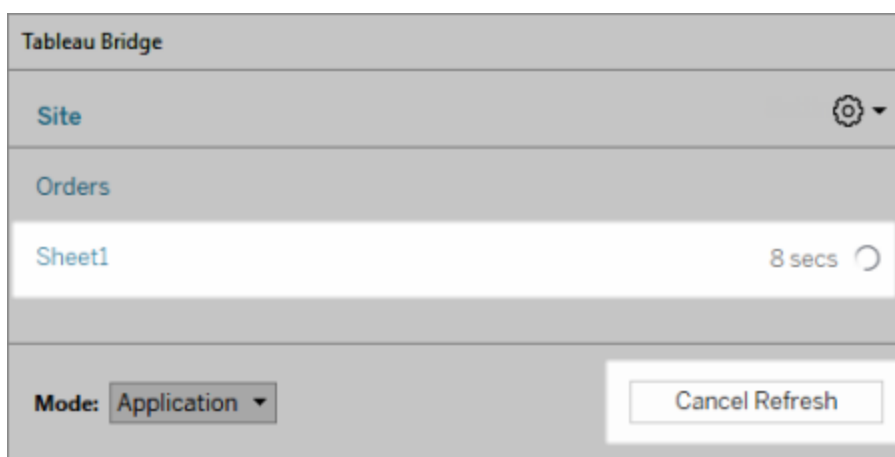 Tableau Bridge
Site
Orders
Sheet1 8 secs
Mode: Application Cancel Refresh